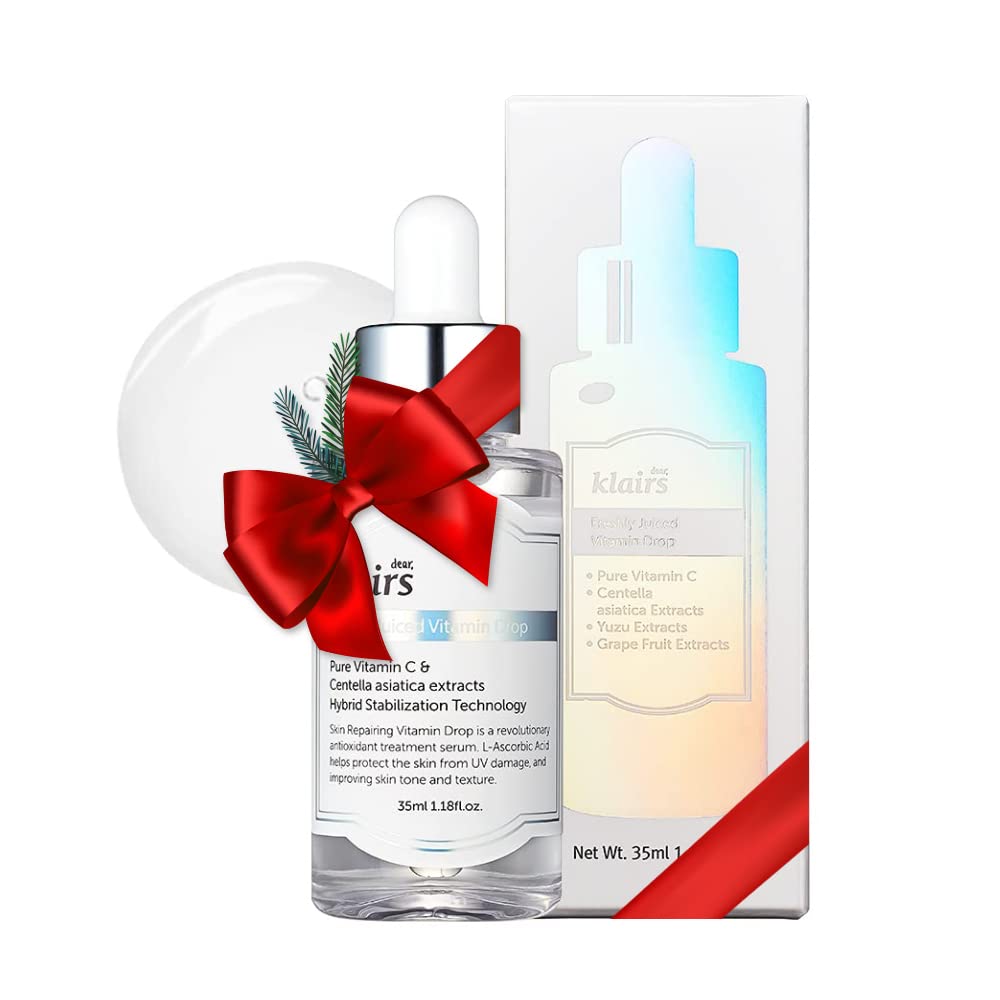 dear,
irs
Juiced Vitamin Drop
Pure Vitamin C &
Centella asiatica extracts
Hybrid Stabilization Technology
Skin Repairing Vitamin Drop is a revolutionary
antioxidant treatment serum. L-Ascorbic Acid
helps protect the skin from UV damage, and
improving skin tone and texture.
35ml 1.18fl.oz.
dear,
klairs
Freshly Juiced
Vitamin Drop
• Pure Vitamin C
• Centella
asiatica Extracts
• Yuzu Extracts
• Grape Fruit Extracts
Net Wt. 35ml 1